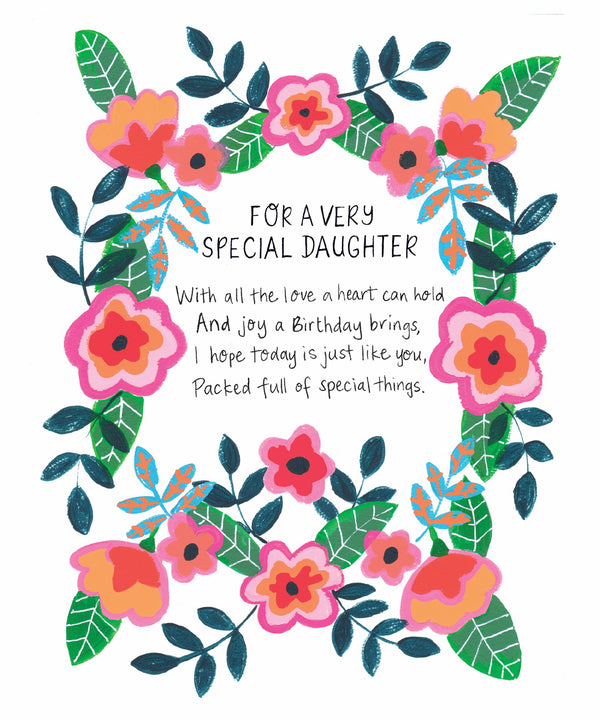 FOR A VERY
SPECIAL DAUGHTER
With all the love a heart can hold
And joy a Birthday brings,
I hope today is just like you,
Packed full of special things.